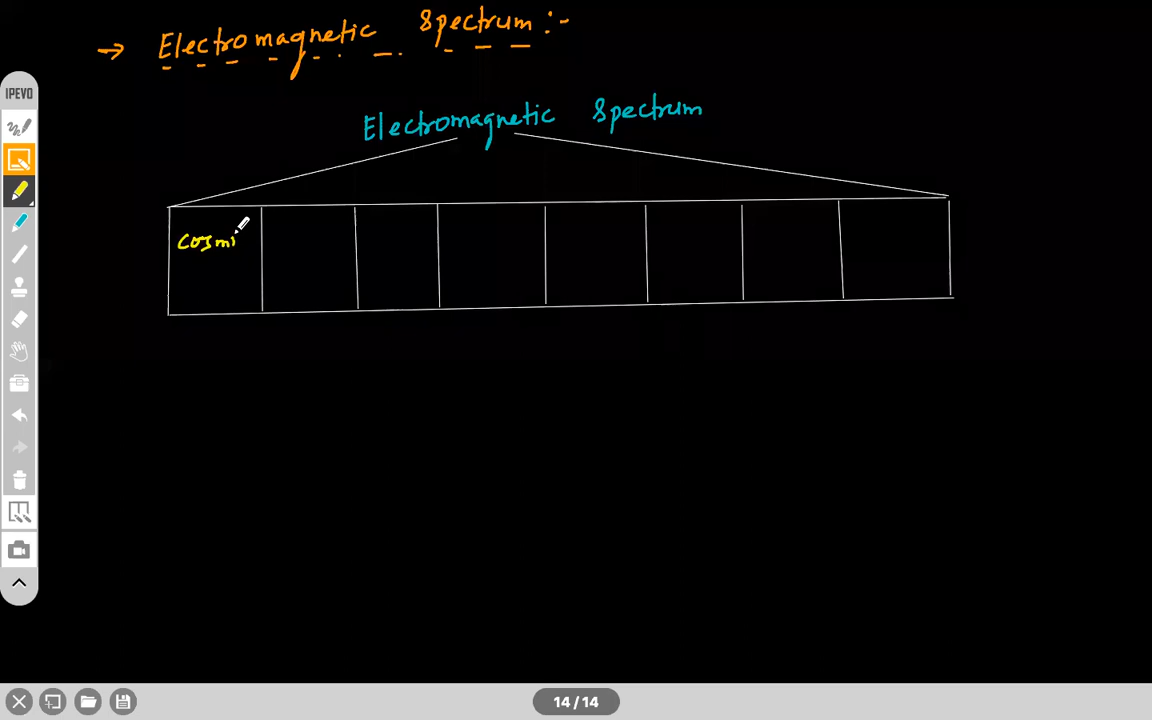 → Electromagnetic Spectrum :-
IPEVO
Electromagnetic Spectrum
Cosmi
14/14